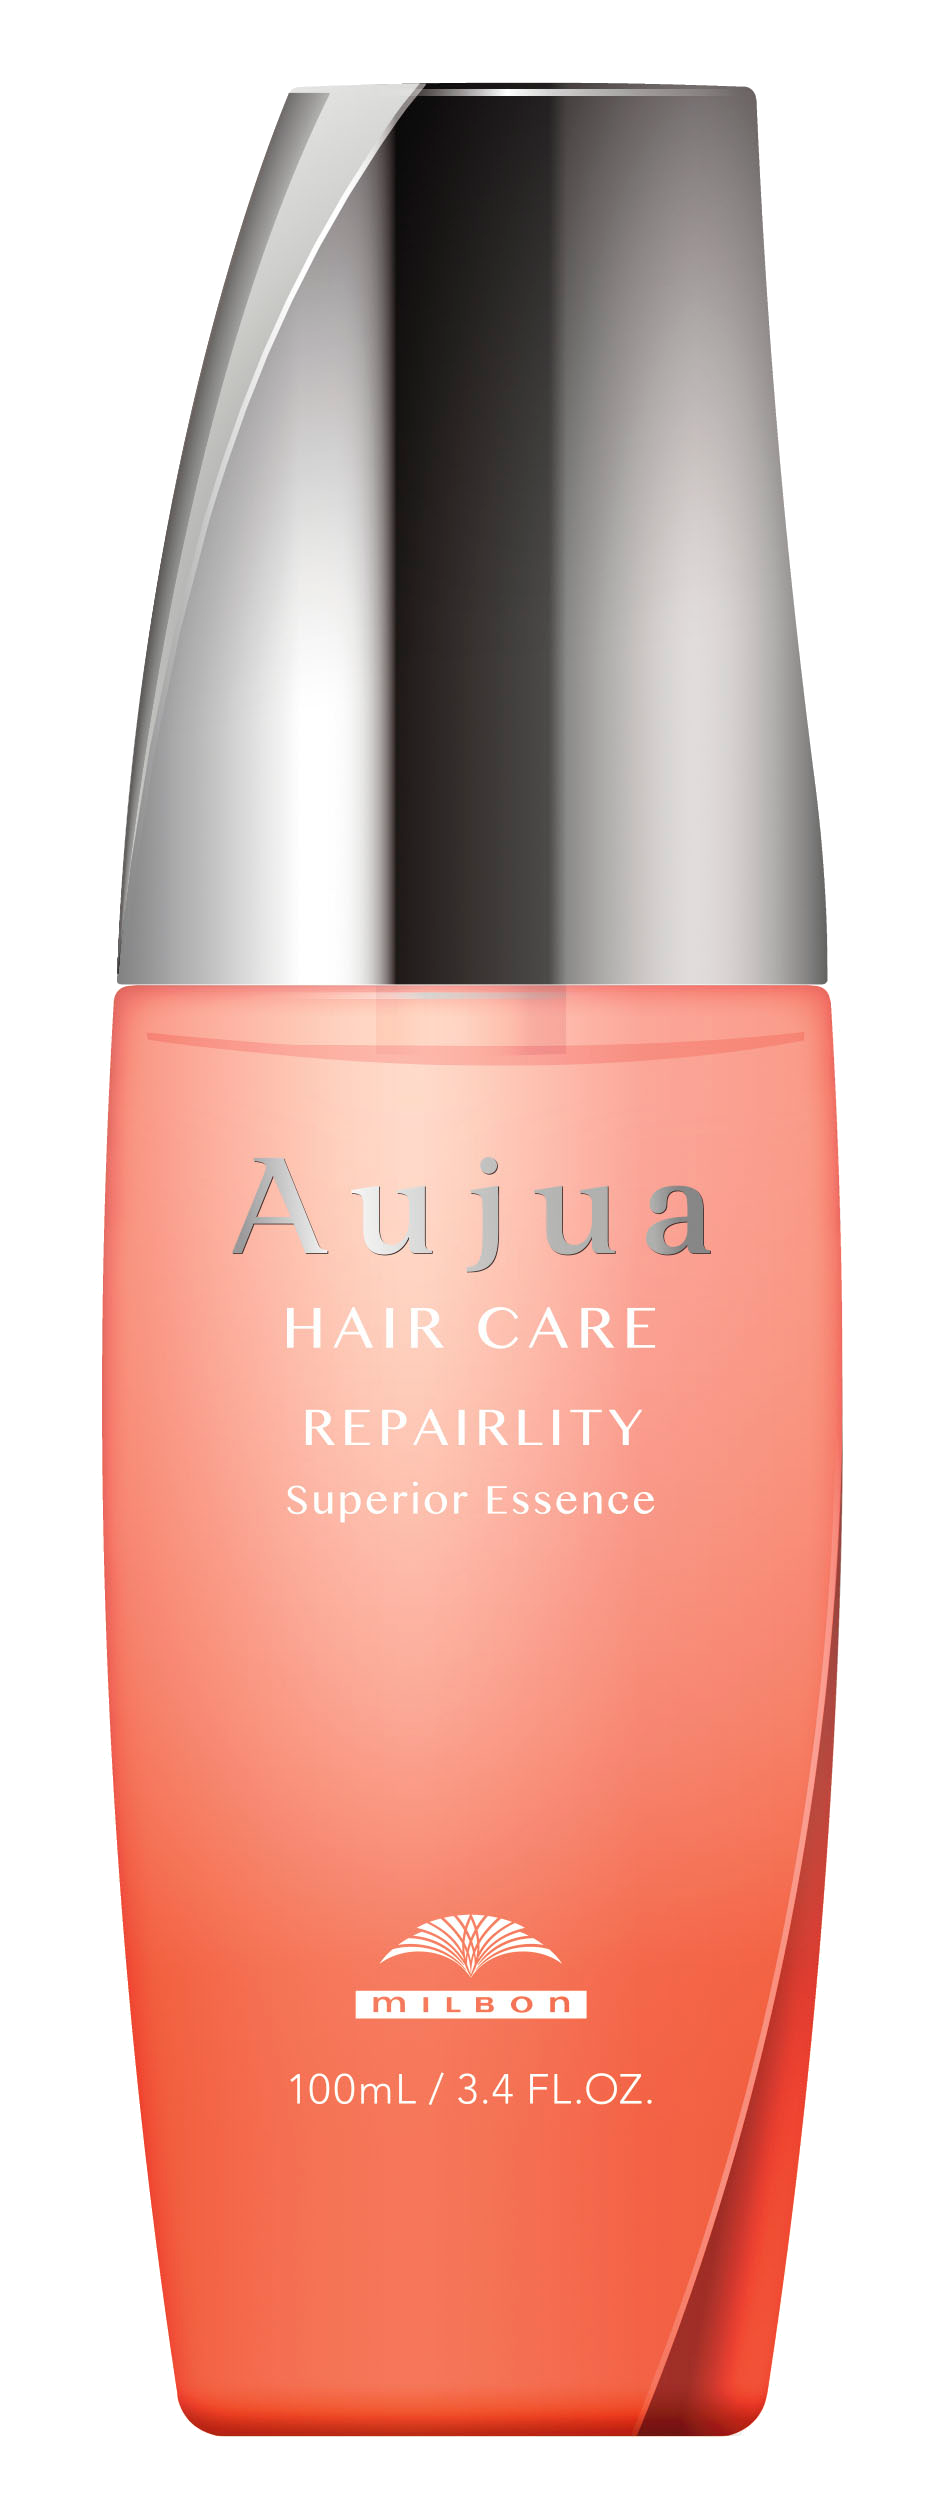 Aujua
HAIR CARE
REPAIRLITY
Superior Essence
mILBOn
100mL / 3.4 FL.OZ.